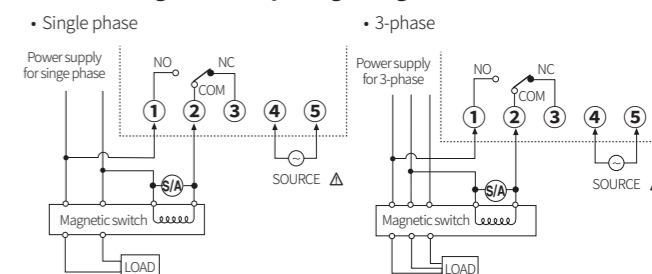 • Single phase
Power supply
for singe phase
NO
NC
COM
1 2 3 4 5
SOURCE ⚠
S/A
Magnetic switch
LOAD
• 3-phase
Power supply
for 3-phase
NO
NC
COM
1 2 3 4 5
SOURCE
S/A
Magnetic switch
LOAD